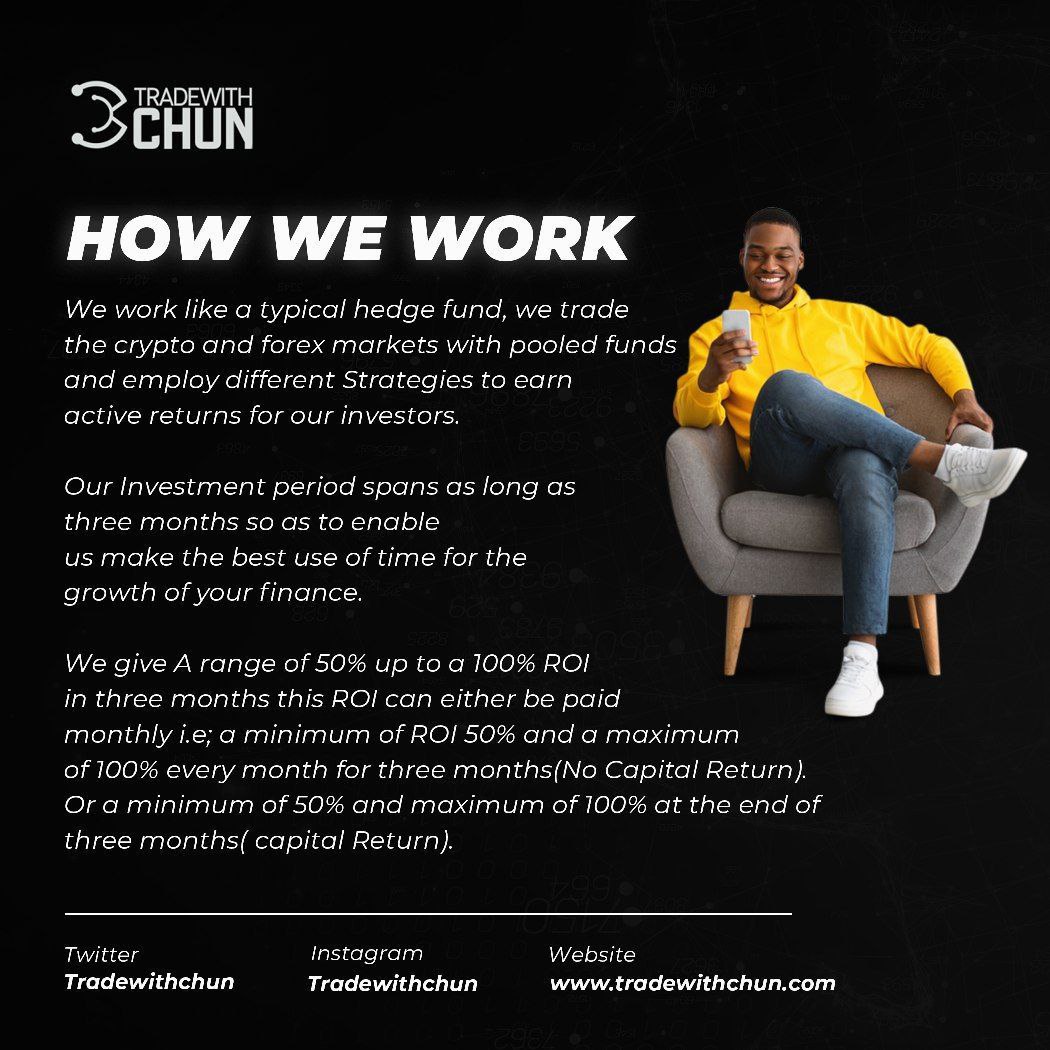 TRADEWITH
CHUN
HOW WE WORK
We work like a typical hedge fund, we trade
the crypto and forex markets with pooled funds
and employ different Strategies to earn
active returns for our investors.
Our Investment period spans as long as
three months so as to enable
us make the best use of time for the
growth of your finance.
We give A range of 50% up to a 100% ROI
in three months this ROI can either be paid
monthly i.e; a minimum of ROI 50% and a maximum
of 100% every month for three months(No Capital Return).
Or a minimum of 50% and maximum of 100% at the end of
three months( capital Return).
Twitter
Tradewithchun
Instagram
Tradewithchun
Website
www.tradewithchun.com